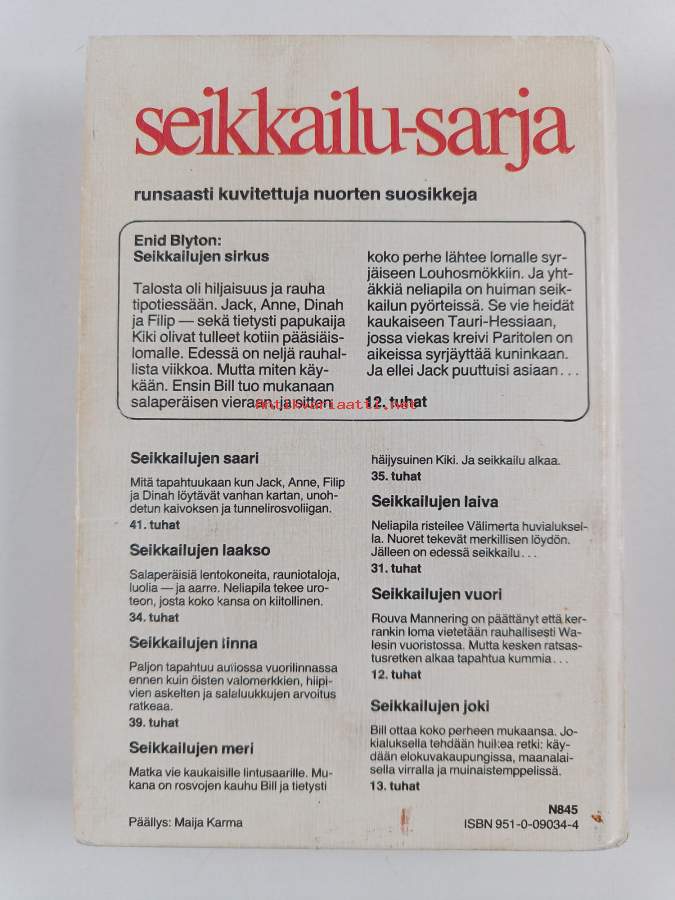 seikkailu-sarja
runsaasti kuvitettuja nuorten suosikkeja
Enid Blyton:
Seikkailujen sirkus
Talosta oli hiljaisuus ja rauha
tipotiessään. Jack, Anne, Dinah
ja Filip — sekä tietysti papukaija
Kiki olivat tulleet kotiin pääsiäis-
lomalle. Edessä on neljä rauhal-
lista viikkoa. Mutta miten käy-
kään. Ensin Bill tuo mukanaan
salaperäisen vieraan ja sitten
koko perhe lähtee lomalle syr-
jäiseen Louhosmökkiin. Ja yht-
äkkiä neliapila on huiman seik-
kailun pyörteissä. Se vie heidät
kaukaiseen Tauri-Hessiaan,
jossa viekas kreivi Paritolen on
aikeissa syrjäyttää kuninkaan.
Ja ellei Jack puuttuisi asiaan...
12. tuhat
antikvariaatti.net
Seikkailujen saari
Mitä tapahtuukaan kun Jack, Anne, Filip
ja Dinah löytävät vanhan kartan, unoh-
detun kaivoksen ja tunnelirosvoliigan.
41. tuhat
Seikkailujen laakso
Salaperäisiä lentokoneita, rauniotaloja,
luolia — ja aarre. Neliapila tekee uro-
teon, josta koko kansa on kiitollinen.
34. tuhat
Seikkailujen linna
Paljon tapahtuu autiossa vuorilinnassa
ennen kuin öisten valomerkkien, hiipi-
vien askelten ja salaluukkujen arvoitus
ratkeaa.
39. tuhat
Seikkailujen meri
Matka vie kaukaisille lintusaarille. Mu-
kana on rosvojen kauhu Bill ja tietysti
häijysuinen Kiki. Ja seikkailu alkaa.
35. tuhat
Seikkailujen laiva
Neliapila risteilee Välimerta huvialuksel-
la. Nuoret tekevät merkillisen löydön.
Jälleen on edessä seikkailu...
31. tuhat
Seikkailujen vuori
Rouva Mannering on päättänyt että ker-
rankin loma vietetään rauhallisesti Wa-
lesin vuoristossa. Mutta kesken ratsas-
tusretken alkaa tapahtua kummia...
12. tuhat
Seikkailujen joki
Bill ottaa koko perheen mukaansa. Jo-
kialuksella tehdään huikea retki: käy-
dään elokuvakaupungissa, maanalai-
sella virralla ja muinaistemppelissä.
13. tuhat
Päällys: Maija Karma
N845
ISBN 951-0-09034-4